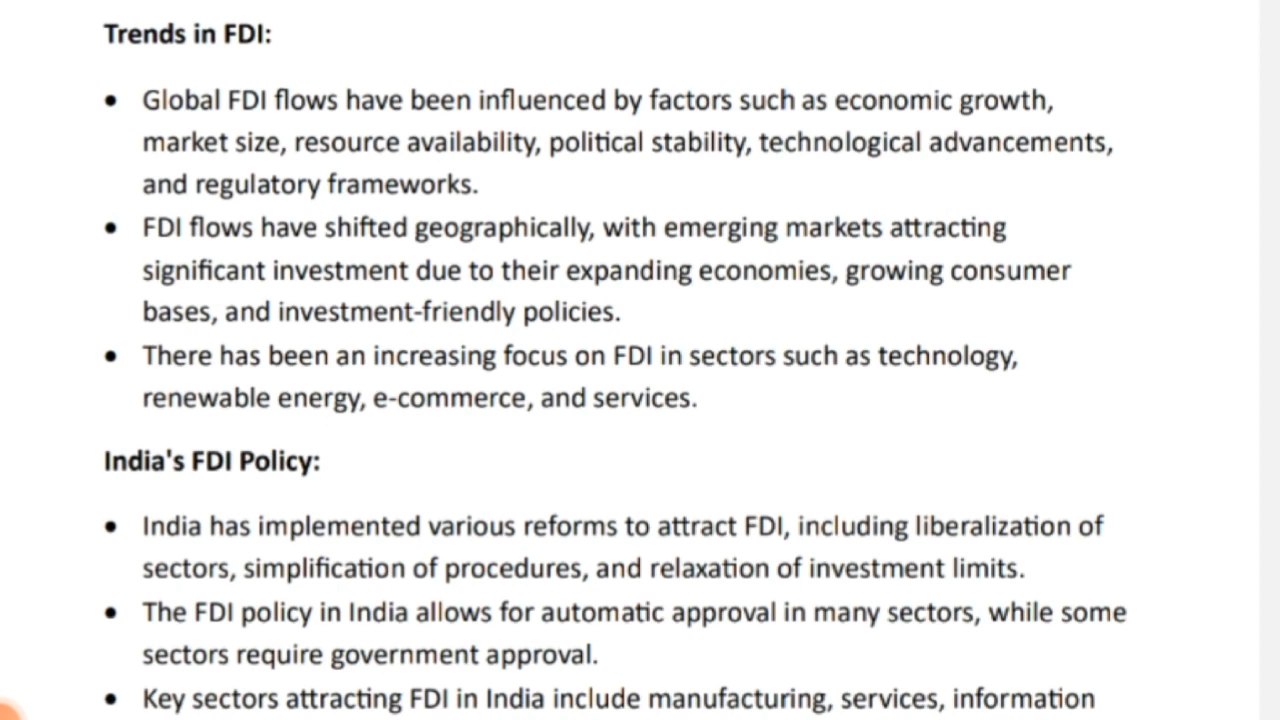 Trends in FDI:
• Global FDI flows have been influenced by factors such as economic growth,
market size, resource availability, political stability, technological advancements,
and regulatory frameworks.
• FDI flows have shifted geographically, with emerging markets attracting
significant investment due to their expanding economies, growing consumer
bases, and investment-friendly policies.
• There has been an increasing focus on FDI in sectors such as technology,
renewable energy, e-commerce, and services.
India's FDI Policy:
• India has implemented various reforms to attract FDI, including liberalization of
sectors, simplification of procedures, and relaxation of investment limits.
• The FDI policy in India allows for automatic approval in many sectors, while some
sectors require government approval.
• Key sectors attracting FDI in India include manufacturing, services, information